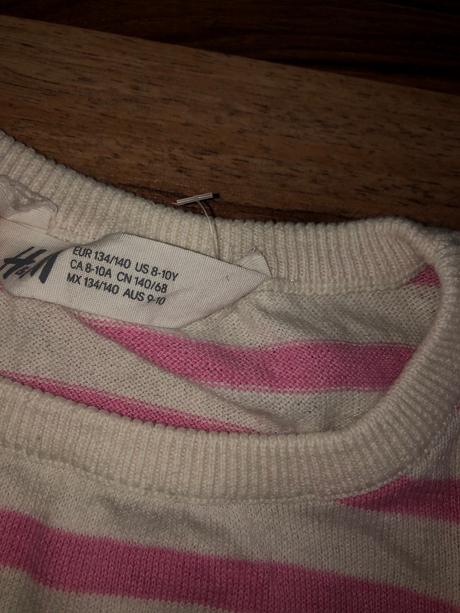 H&M
EUR 134/140 US 8-10Y
CA 8-10A CN 140/68
MX 134/140 AUS 9-10